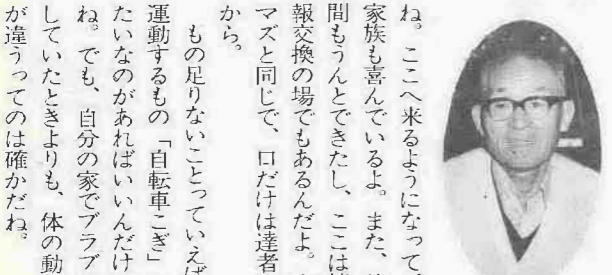 ね。ここへ来るようになって、
家族も喜んでいるよ。また、
間もうんとできたし、ここは
報交換の場でもあるんだよ。
マズと同じで、口だけは達者
から。
もの足りないことっていえば
運動するもの「自転車こぎ」
たいなのがあればいいんだけ
ね。でも、自分の家でブラブ
していたときよりも、体の動
が違うってのは確かだね。